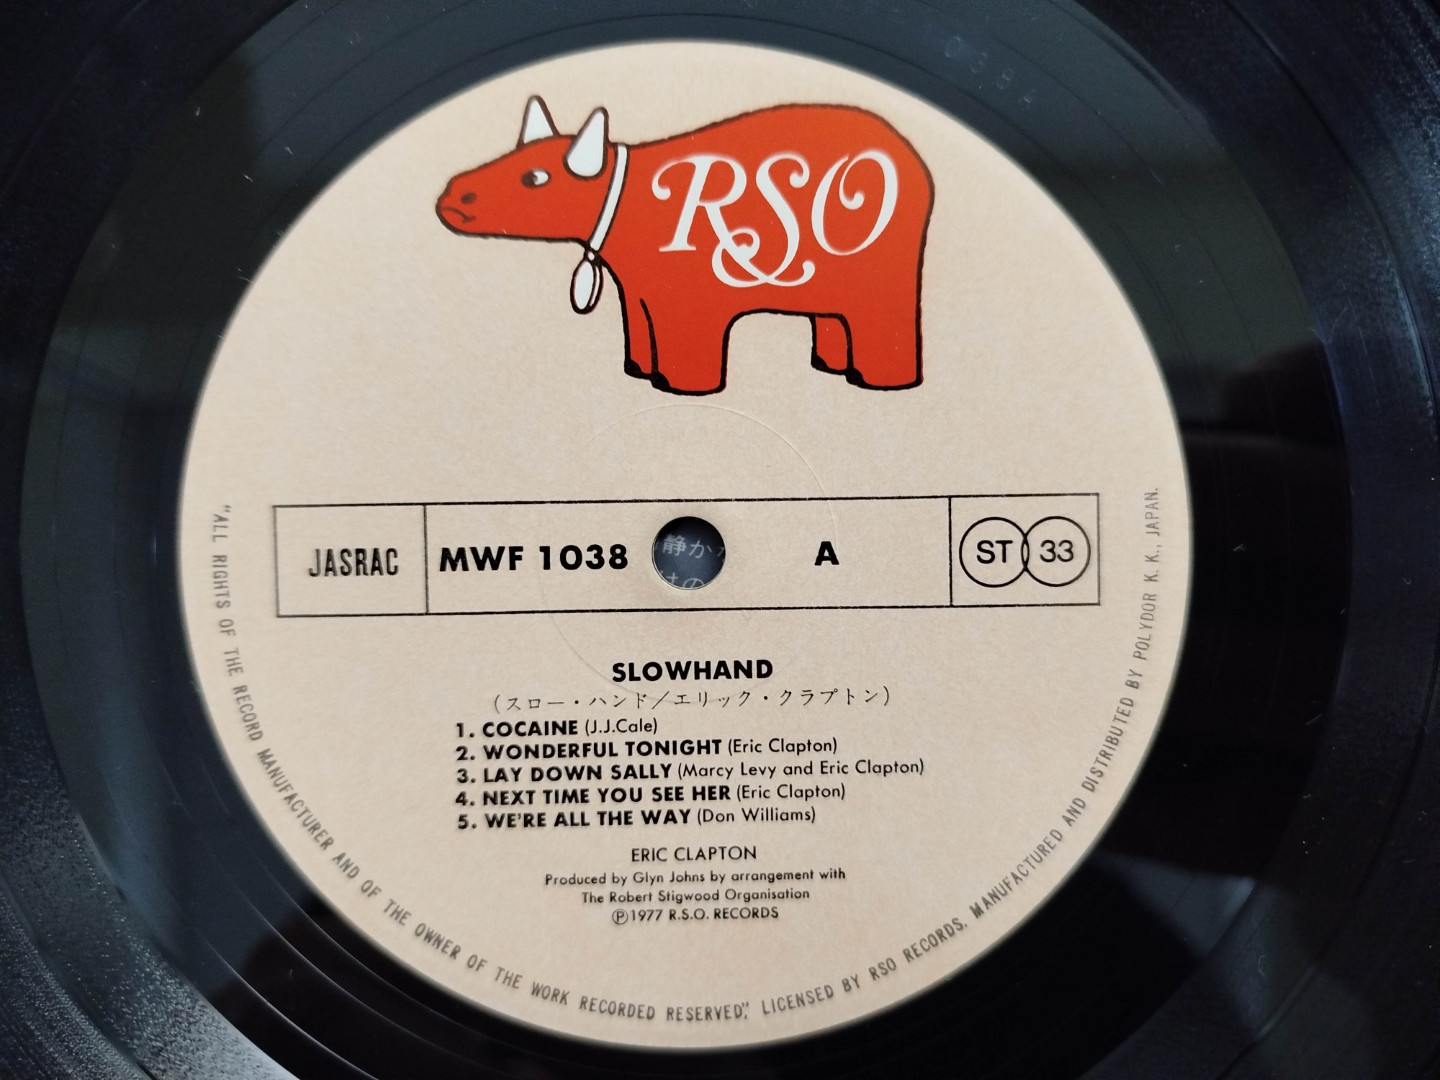 RSO
JASRAC
MWF 1038
静か
けの
A
ST 33
SLOWHAND
(スロー・ハンド/エリック・クラプトン)
1. COCAINE (J.J.Cale)
2. WONDERFUL TONIGHT (Eric Clapton)
3. LAY DOWN SALLY (Marcy Levy and Eric Clapton)
4. NEXT TIME YOU SEE HER (Eric Clapton)
5. WE'RE ALL THE WAY (Don Williams)
ERIC CLAPTON
Produced by Glyn Johns by arrangement with
The Robert Stigwood Organisation
℗1977 R.S.O. RECORDS
"ALL RIGHTS OF THE RECORD MANUFACTURER AND OF THE OWNER OF THE WORK RECORDED RESERVED," LICENSED BY RSO RECORDS. MANUFACTURED AND DISTRIBUTED BY POLYDOR K.K., JAPAN.